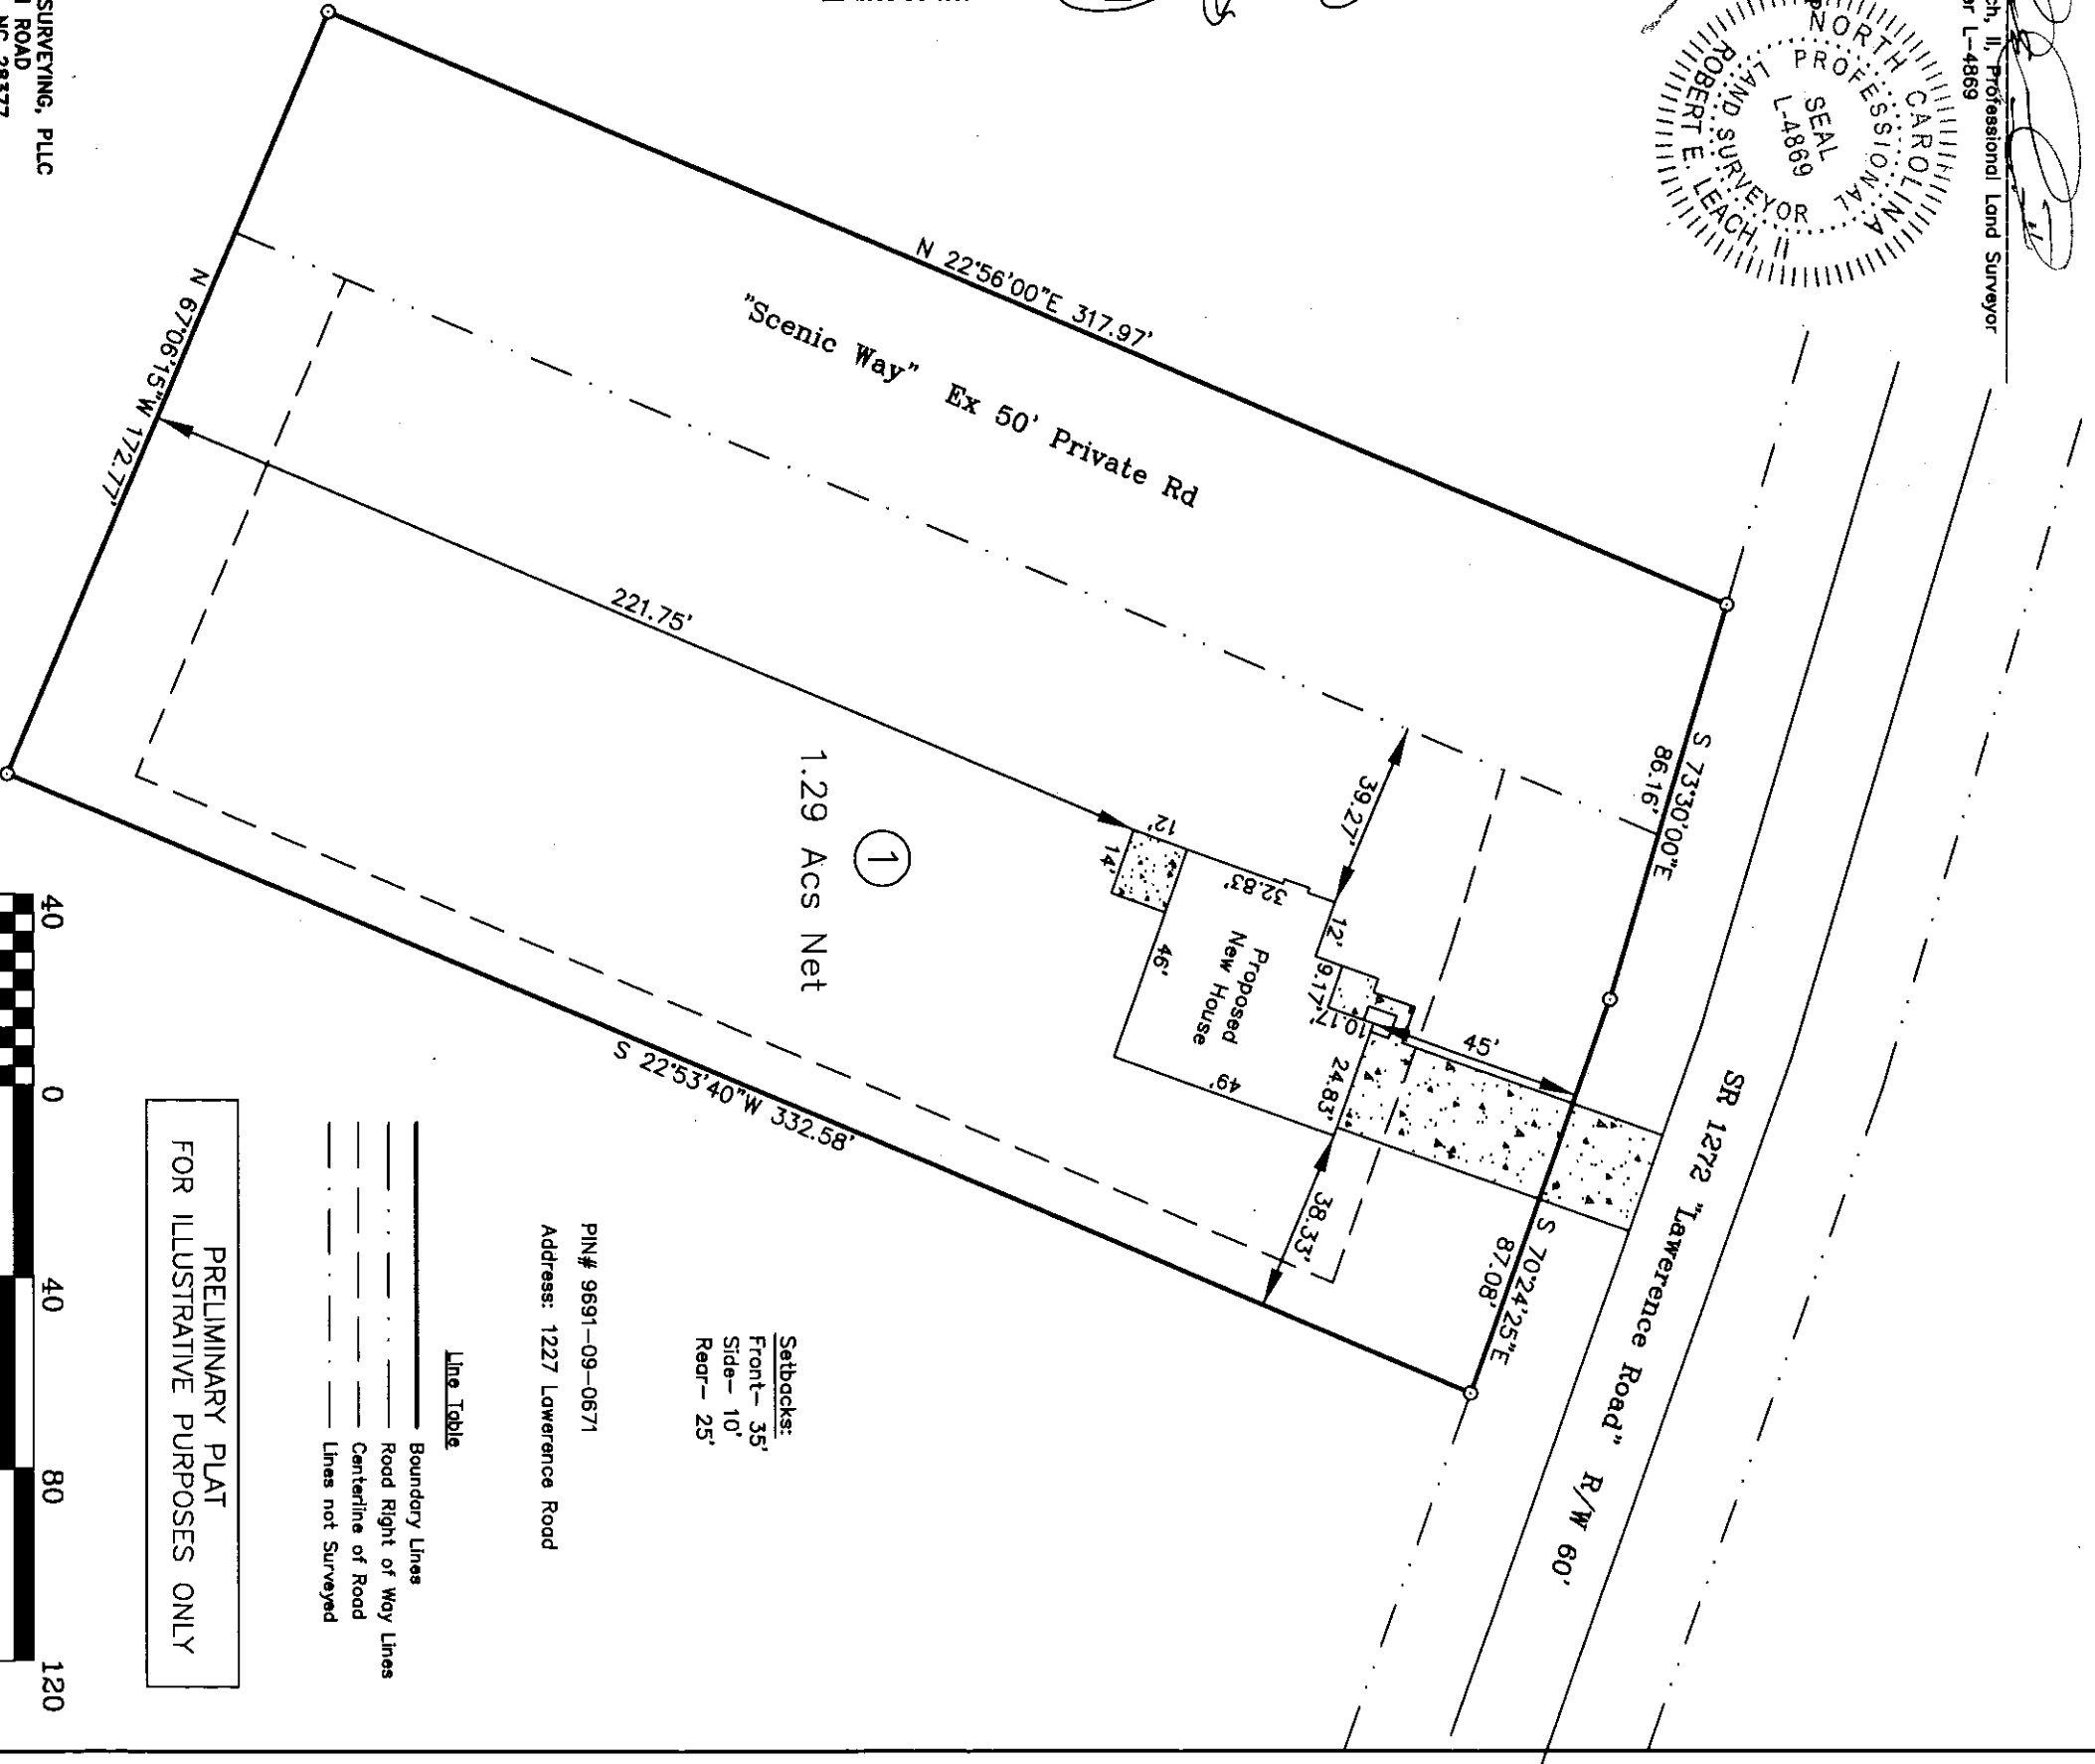 ch, II, Professional Land Surveyor
r L-4869
NORTH CAROLINA
PROFESSIONAL
SEAL
L-4869
LAND SURVEYOR
ROBERT E. LEACH, II
SR 1272 "Lawerence Road" R/W 60'
S 73°30'00"E
86.16'
S 70°24'25"E
87.08'
N 22°56'00"E 317.97'
"Scenic Way" Ex 50' Private Rd
39.27'
45'
12'
9.17'
10.17'
24.83'
38.33'
32.83'
12'
14'
46'
49'
Proposed
New House
221.75'
1
1.29 Acs Net
S 22°53'40"W 332.58'
N 67°06'15"W 172.77'
Setbacks:
Front- 35'
Side- 10'
Rear- 25'
PIN# 9691-09-0671
Address: 1227 Lawerence Road
Line Table
Boundary Lines
Road Right of Way Lines
Centerline of Road
Lines not Surveyed
PRELIMINARY PLAT
FOR ILLUSTRATIVE PURPOSES ONLY
40 0 40 80 120
SURVEYING, PLLC
ROAD
NC 28377